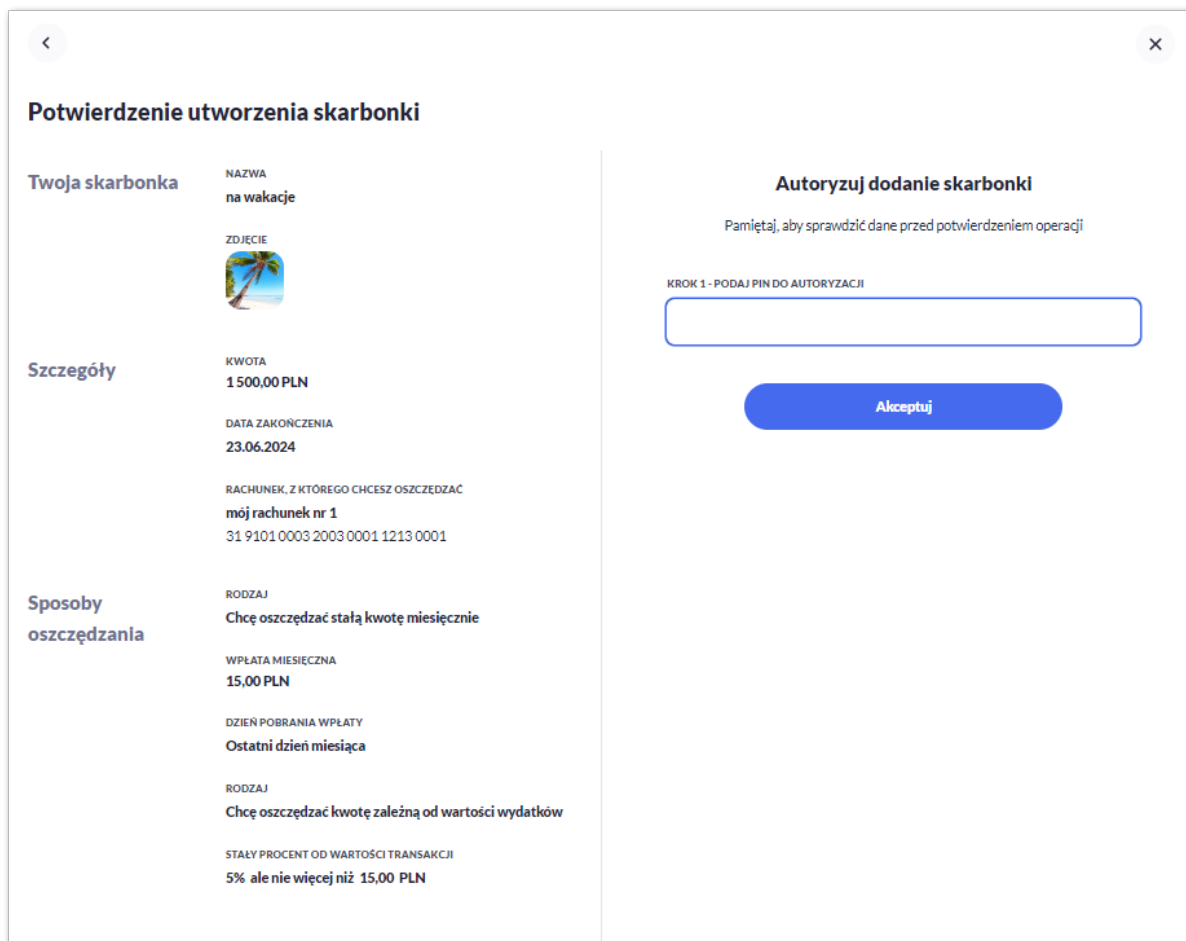 Potwierdzenie utworzenia skarbonki
Twoja skarbonka
NAZWA
na wakacje
ZDJĘCIE
Szczegóły
KWOTA
1 500,00 PLN
DATA ZAKOŃCZENIA
23.06.2024
RACHUNEK, Z KTÓREGO CHCESZ OSZCZĘDZAĆ
mój rachunek nr 1
31 9101 0003 2003 0001 1213 0001
Sposoby
oszczędzania
RODZAJ
Chcę oszczędzać stałą kwotę miesięcznie
WPŁATA MIESIĘCZNA
15,00 PLN
DZIEŃ POBRANIA WPŁATY
Ostatni dzień miesiąca
RODZAJ
Chcę oszczędzać kwotę zależną od wartości wydatków
STAŁY PROCENT OD WARTOŚCI TRANSAKCJI
5% ale nie więcej niż 15,00 PLN
Autoryzuj dodanie skarbonki
Pamiętaj, aby sprawdzić dane przed potwierdzeniem operacji
KROK 1 - PODAJ PIN DO AUTORYZACJI
Akceptuj